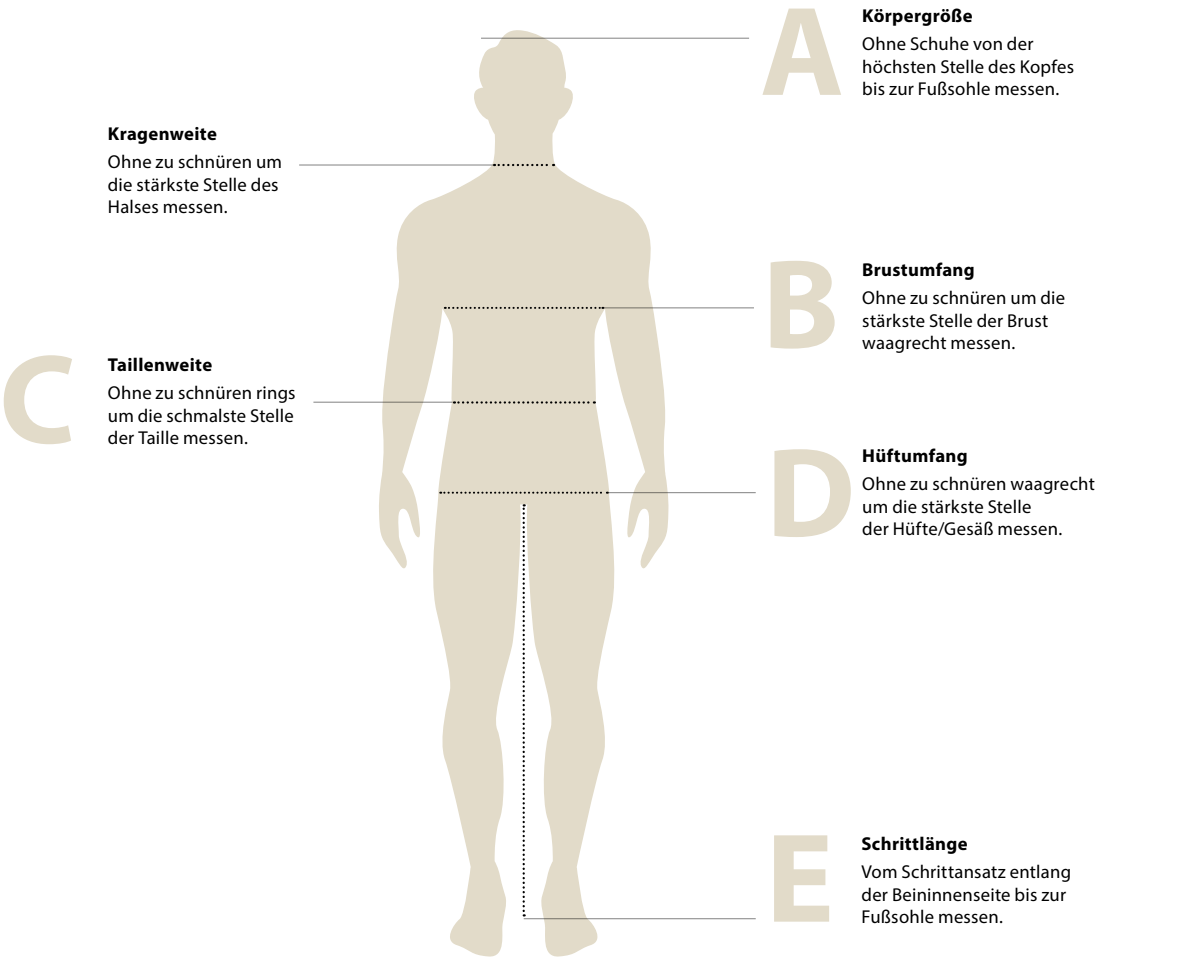 A
Körpergröße
Ohne Schuhe von der
höchsten Stelle des Kopfes
bis zur Fußsohle messen.
Kragenweite
Ohne zu schnüren um
die stärkste Stelle des
Halses messen.
B
Brustumfang
Ohne zu schnüren um die
stärkste Stelle der Brust
waagrecht messen.
C
Taillenweite
Ohne zu schnüren rings
um die schmalste Stelle
der Taille messen.
D
Hüftumfang
Ohne zu schnüren waagrecht
um die stärkste Stelle
der Hüfte/Gesäß messen.
E
Schrittlänge
Vom Schrittansatz entlang
der Beininnenseite bis zur
Fußsohle messen.